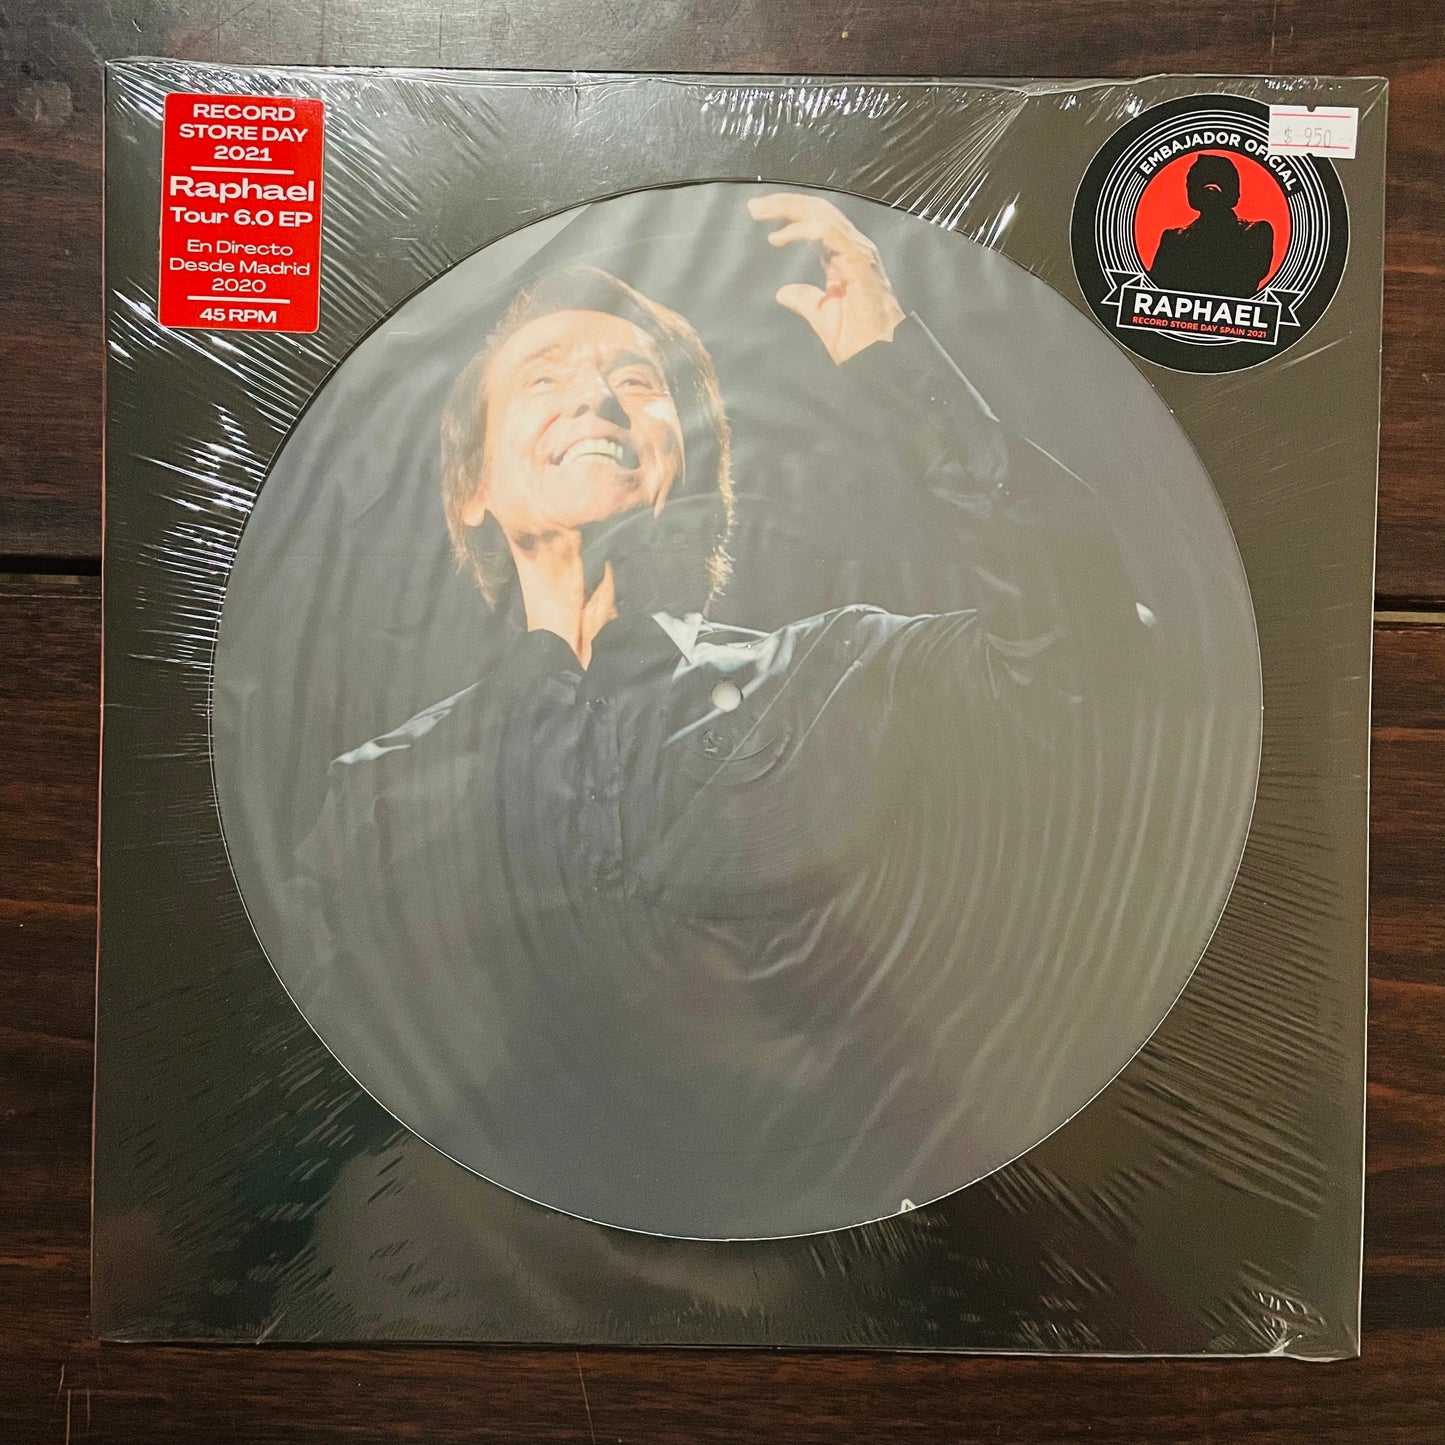 RECORD
STORE DAY
2021
Raphael
Tour 6.0 EP
En Directo
Desde Madrid
2020
45 RPM
EMBAJADOR OFICIAL
$ 950
RAPHAEL
RECORD STORE DAY SPAIN 2021
A